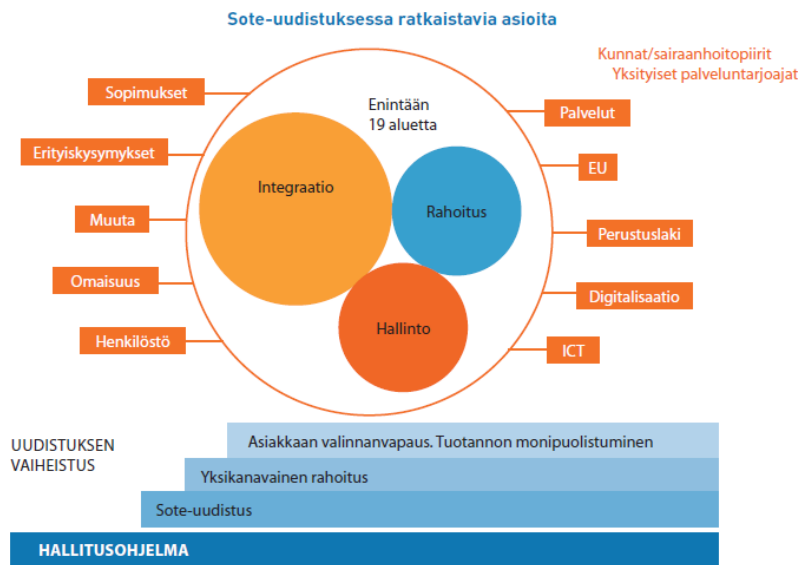 Sote-uudistuksessa ratkaistavia asioita
Kunnat/sairaanhoitopiirit
Yksityiset palveluntarjoajat
Sopimukset
Erityiskysymykset
Muuta
Omaisuus
Henkilöstö
Enintään
19 aluetta
Integraatio
Rahoitus
Hallinto
Palvelut
EU
Perustuslaki
Digitalisaatio
ICT
UUDISTUKSEN
VAIHEISTUS
Asiakkaan valinnanvapaus. Tuotannon monipuolistuminen
Yksikanavainen rahoitus
Sote-uudistus
HALLITUSOHJELMA